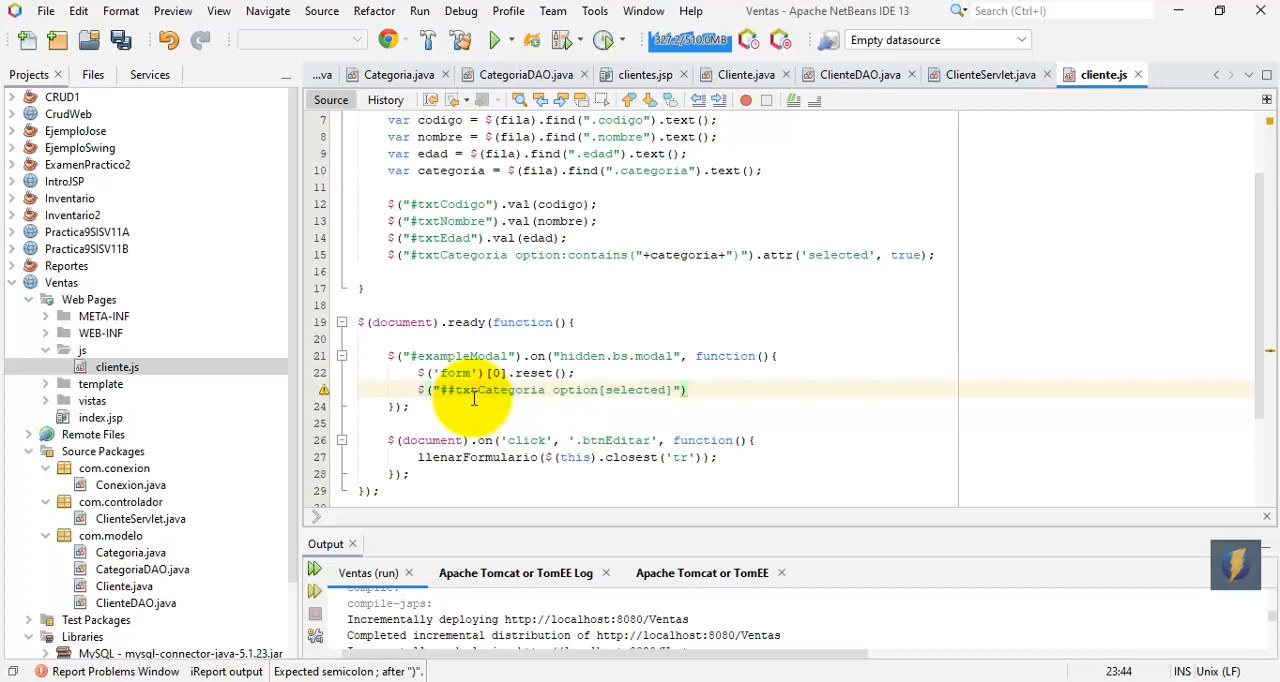 File Edit Format Preview View Navigate Source Refactor Run Debug Profile Team Tools Window Help Ventas - Apache NetBeans IDE 13 Search (Ctrl+I)
327.2/510.0MB Empty datasource
Projects Files Services ...va Categoria.java CategoriaDAO.java clientes.jsp Cliente.java ClienteDAO.java ClienteServlet.java cliente.js
Source History
CRUD1
CrudWeb
EjemploJose
EjemploSwing
ExamenPractico2
IntroJSP
Inventario
Inventario2
Practica9SISV11A
Practica9SISV11B
Reportes
Ventas
Web Pages
META-INF
WEB-INF
js
cliente.js
template
vistas
index.jsp
Remote Files
Source Packages
com.conexion
Conexion.java
com.controlador
ClienteServlet.java
com.modelo
Categoria.java
CategoriaDAO.java
Cliente.java
ClienteDAO.java
Test Packages
Libraries
MySQL - mysql-connector-java-5.1.23.jar
7 var codigo = $(fila).find(".codigo").text();
8 var nombre = $(fila).find(".nombre").text();
9 var edad = $(fila).find(".edad").text();
10 var categoria = $(fila).find(".categoria").text();
11
12 $("#txtCodigo").val(codigo);
13 $("#txtNombre").val(nombre);
14 $("#txtEdad").val(edad);
15 $("#txtCategoria option:contains("+categoria+")").attr('selected', true);
16
17 }
18
19 $(document).ready(function(){
20
21 $("#exampleModal").on("hidden.bs.modal", function(){
22 $('form')[0].reset();
$("##txtCategoria option[selected]")
24 });
25
26 $(document).on('click', '.btnEditar', function(){
27 llenarFormulario($(this).closest('tr'));
28 });
29 });
Output
Ventas (run) Apache Tomcat or TomEE Log Apache Tomcat or TomEE
compile:
compile-jsps:
Incrementally deploying http://localhost:8080/Ventas
Completed incremental distribution of http://localhost:8080/Ventas
Report Problems Window iReport output Expected semicolon ; after ")". 23:44 INS Unix (LF)